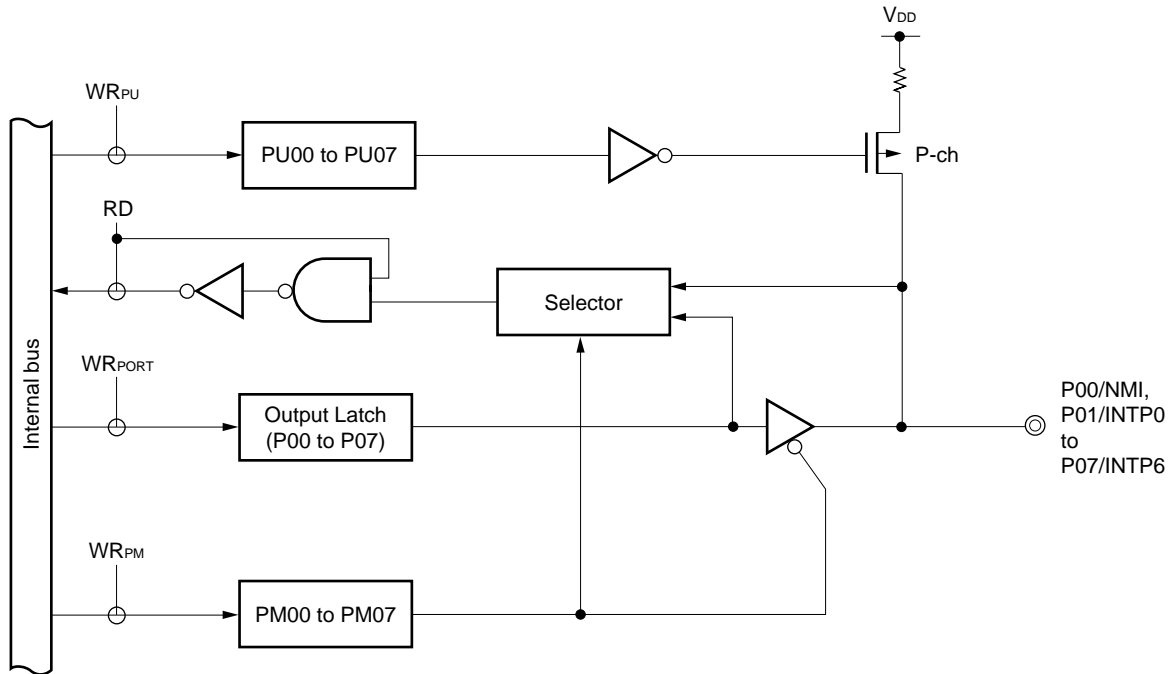 VDD
WRPU
PU00 to PU07
P-ch
RD
Selector
Internal bus
WRPORT
Output Latch
(P00 to P07)
P00/NMI,
P01/INTP0
to
P07/INTP6
WRPM
PM00 to PM07